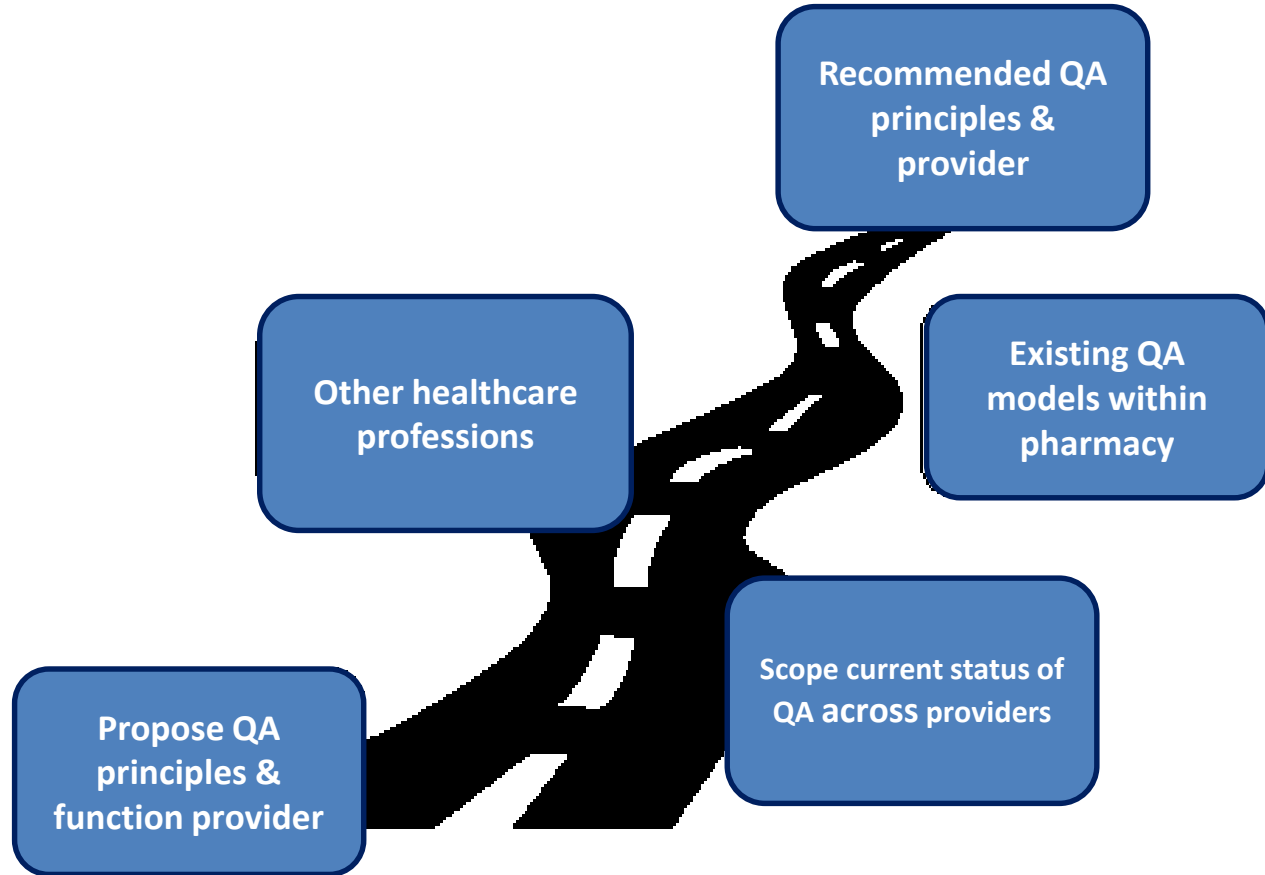 Recommended QA
principles &
provider
Other healthcare
professions
Existing QA
models within
pharmacy
Scope current status of
QA across providers
Propose QA
principles &
function provider